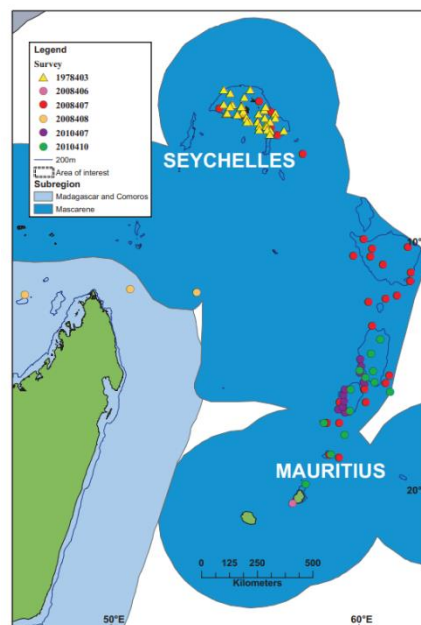 Legend
Survey
1978403
2008406
2008407
2008408
2010407
2010410
200m
Area of interest
Subregion
Madagascar and Comoros
Mascarene
SEYCHELLES
10°
MAURITIUS
20°
0 125 250 500
Kilometers
50°E
60°E